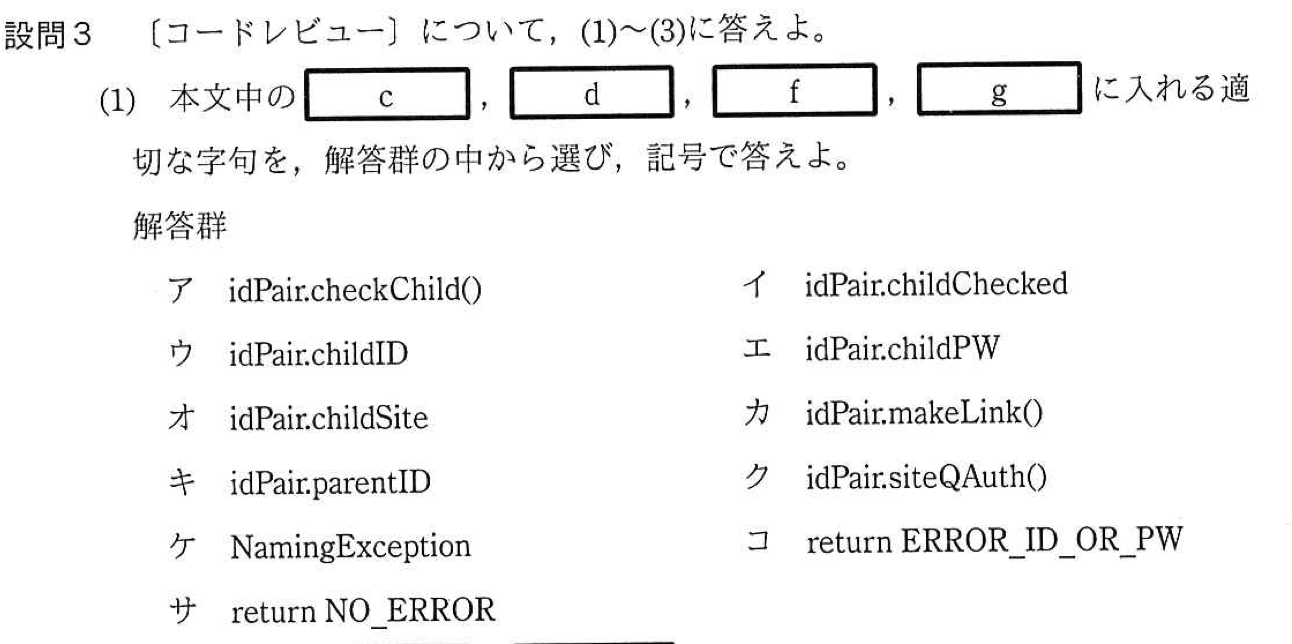 設問3 〔コードレビュー〕について，(1)～(3)に答えよ。
(1) 本文中の c ， d ， f ， g に入れる適
切な字句を，解答群の中から選び，記号で答えよ。
解答群
ア idPair.checkChild() イ idPair.childChecked
ウ idPair.childID エ idPair.childPW
オ idPair.childSite カ idPair.makeLink()
キ idPair.parentID ク idPair.siteQAuth()
ケ NamingException コ return ERROR_ID_OR_PW
サ return NO_ERROR